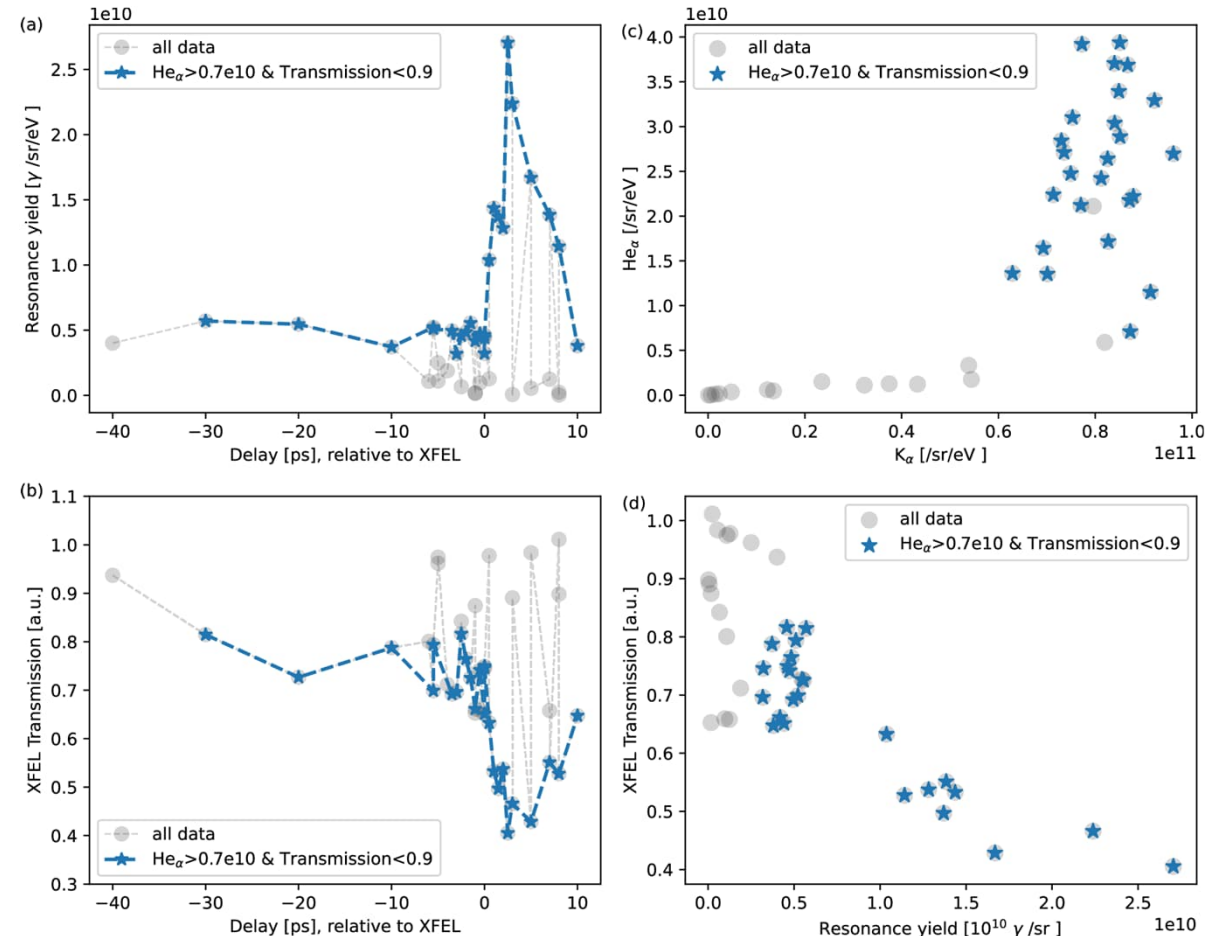 (a)
1e10
all data
Heα>0.7e10 & Transmission<0.9
2.5
2.0
1.5
1.0
0.5
0.0
Resonance yield [γ /sr/eV ]
−40
−30
−20
−10
0
10
Delay [ps], relative to XFEL
(c)
1e10
all data
Heα>0.7e10 & Transmission<0.9
4.0
3.5
3.0
2.5
2.0
1.5
1.0
0.5
0.0
Heα [/sr/eV ]
0.0
0.2
0.4
0.6
0.8
1.0
Kα [/sr/eV ]
1e11
(b)
1.1
1.0
0.9
0.8
0.7
0.6
0.5
0.4
0.3
XFEL Transmission [a.u.]
all data
Heα>0.7e10 & Transmission<0.9
−40
−30
−20
−10
0
10
Delay [ps], relative to XFEL
(d)
all data
Heα>0.7e10 & Transmission<0.9
1.0
0.9
0.8
0.7
0.6
0.5
0.4
XFEL Transmission [a.u.]
0.0
0.5
1.0
1.5
2.0
2.5
Resonance yield [10¹⁰ γ /sr ]
1e10